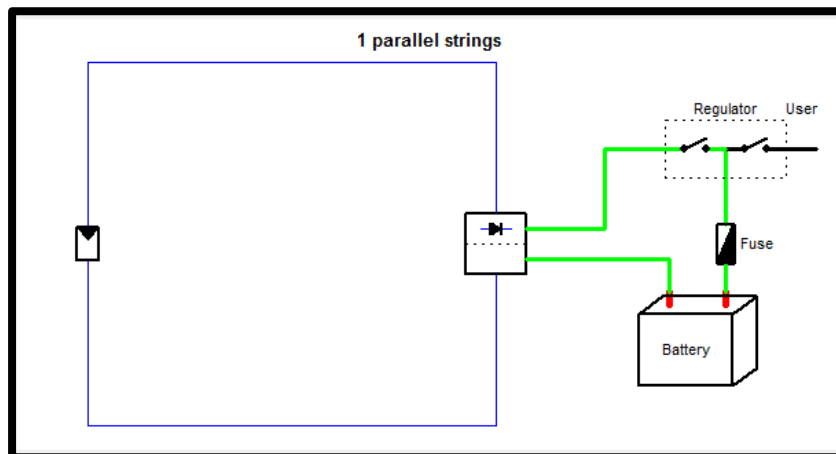 1 parallel strings
Regulator
User
Fuse
Battery